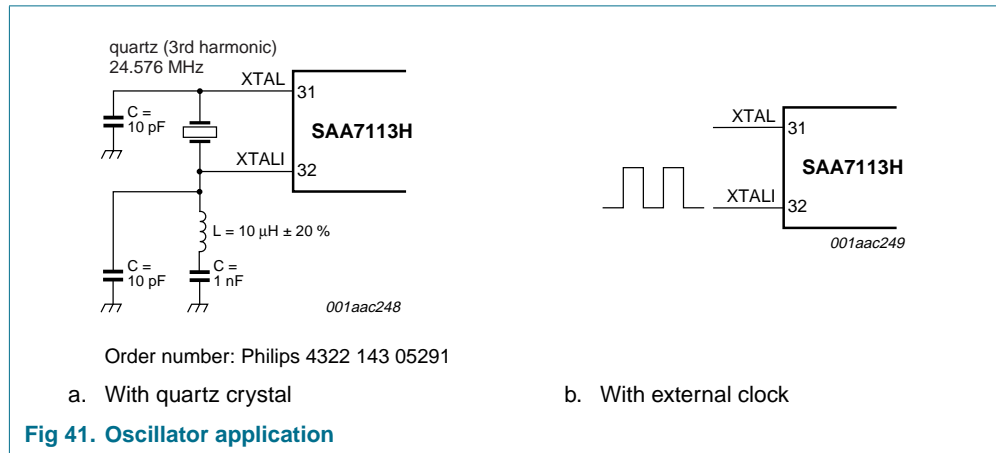 quartz (3rd harmonic)
24.576 MHz
XTAL
31
C =
10 pF
SAA7113H
XTALI
32
L = 10 μH ± 20 %
C =
10 pF
C =
1 nF
001aac248
Order number: Philips 4322 143 05291
a. With quartz crystal
XTAL
31
SAA7113H
XTALI
32
001aac249
b. With external clock
Fig 41. Oscillator application